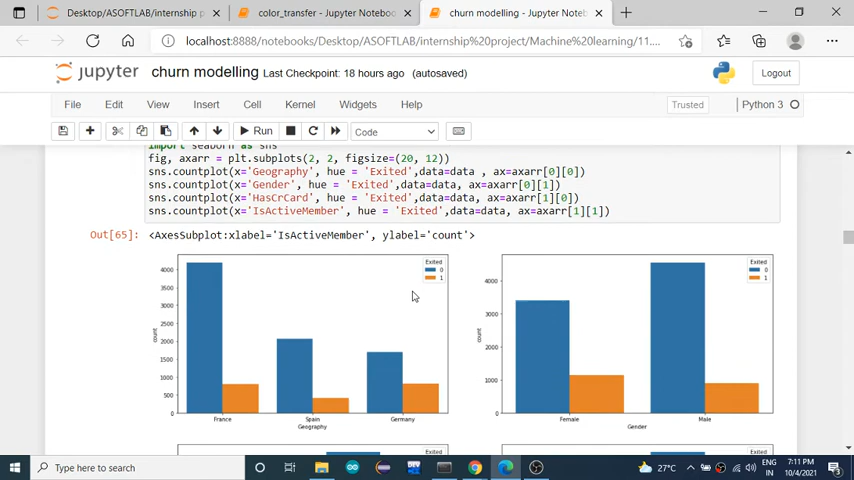 Desktop/ASOFTLAB/internship p
color_transfer - Jupyter Noteboo
churn modelling - Jupyter Noteb
localhost:8888/notebooks/Desktop/ASOFTLAB/internship%20project/Machine%20learning/11....
jupyter churn modelling Last Checkpoint: 18 hours ago (autosaved)
Logout
File Edit View Insert Cell Kernel Widgets Help
Trusted
Python 3
Run
Code
import seaborn as sns
fig, axarr = plt.subplots(2, 2, figsize=(20, 12))
sns.countplot(x='Geography', hue = 'Exited',data=data , ax=axarr[0][0])
sns.countplot(x='Gender', hue = 'Exited',data=data, ax=axarr[0][1])
sns.countplot(x='HasCrCard', hue = 'Exited',data=data, ax=axarr[1][0])
sns.countplot(x='IsActiveMember', hue = 'Exited',data=data, ax=axarr[1][1])
Out[65]: <AxesSubplot:xlabel='IsActiveMember', ylabel='count'>
Exited
0
1
4000
3500
3000
2500
2000
1500
1000
500
0
count
France Spain Germany
Geography
Exited
0
1
4000
3000
2000
1000
0
count
Female Male
Gender
Exited
Exited
Type here to search
27°C
ENG
IN
7:11 PM
10/4/2021